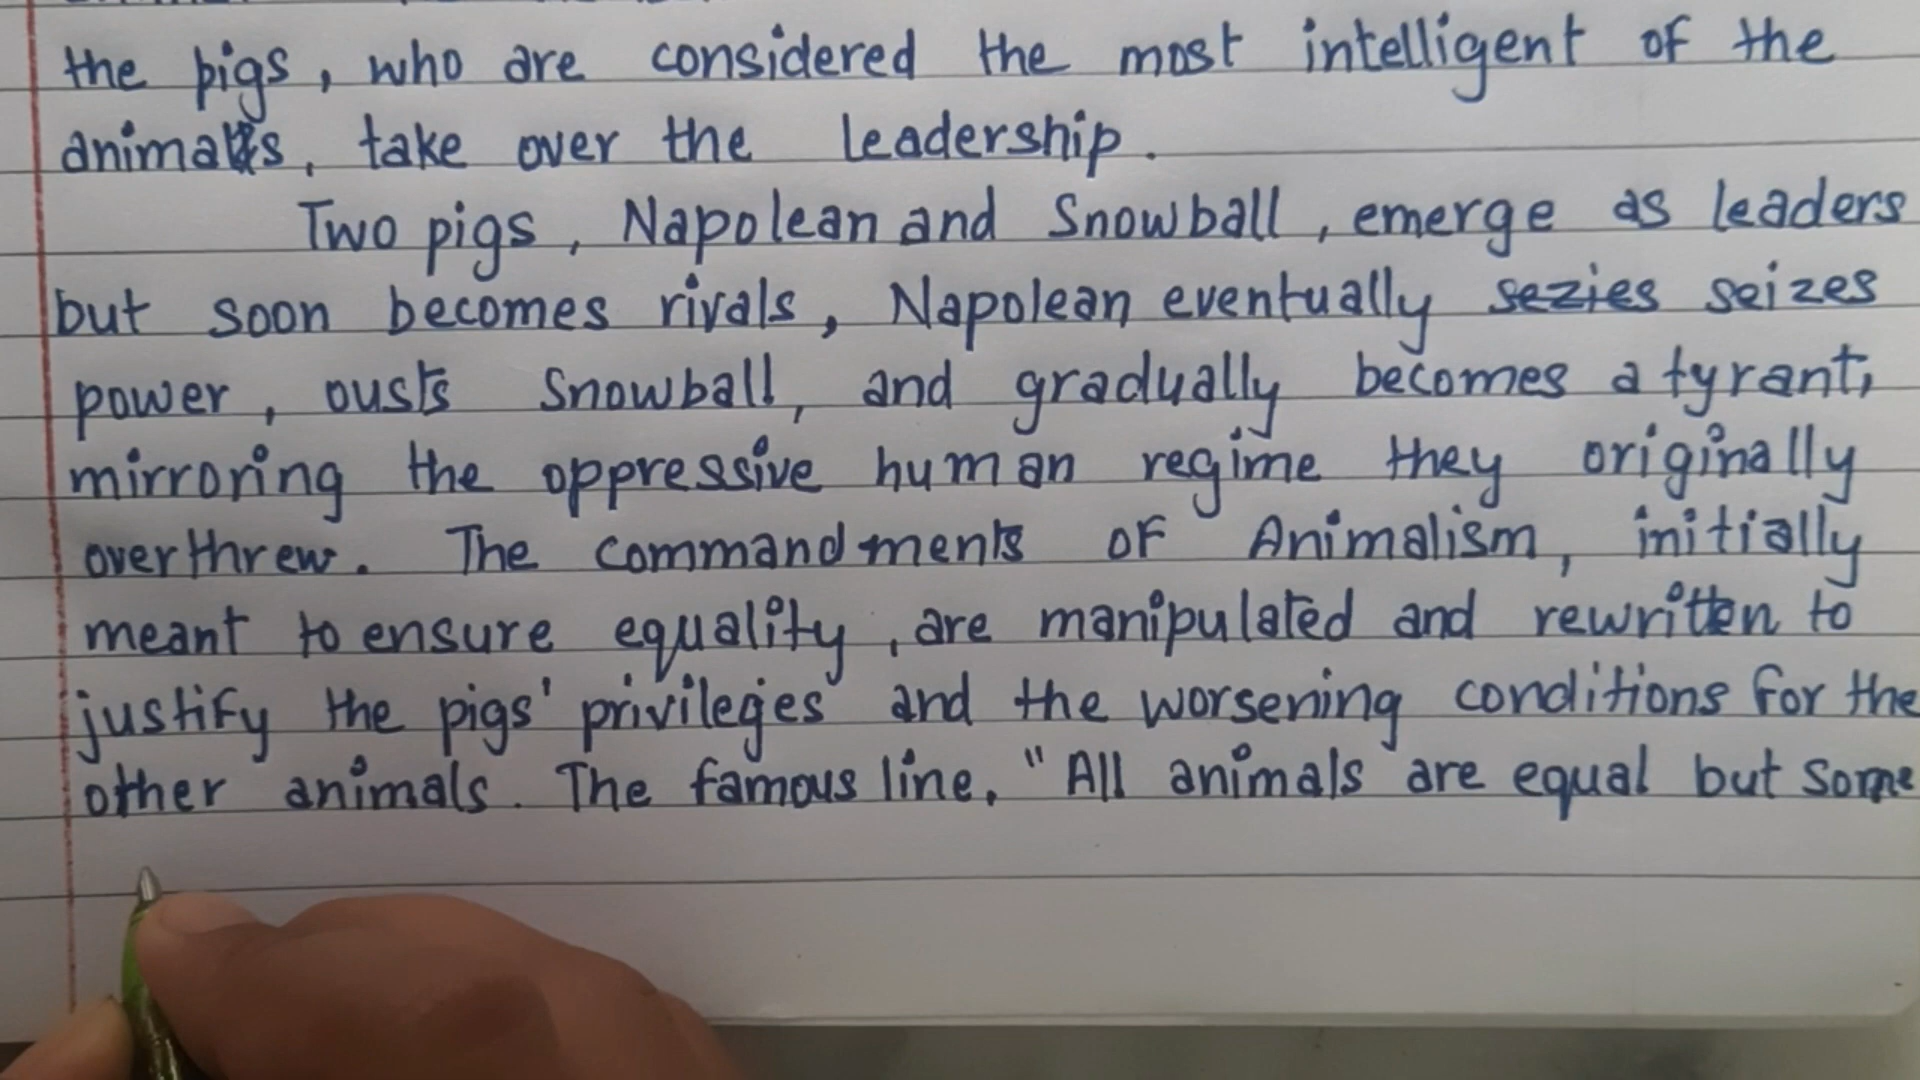 the pigs, who are considered the most intelligent of the
animals, take over the leadership.
Two pigs, Napolean and Snowball, emerge as leaders
but soon becomes rivals, Napolean eventually sezies seizes
power, ousts Snowball, and gradually becomes a tyrant,
mirroring the oppressive human regime they originally
overthrew. The commandments of Animalism, initially
meant to ensure equality, are manipulated and rewritten to
justify the pigs' privileges and the worsening conditions for the
other animals. The famous line, "All animals are equal but some